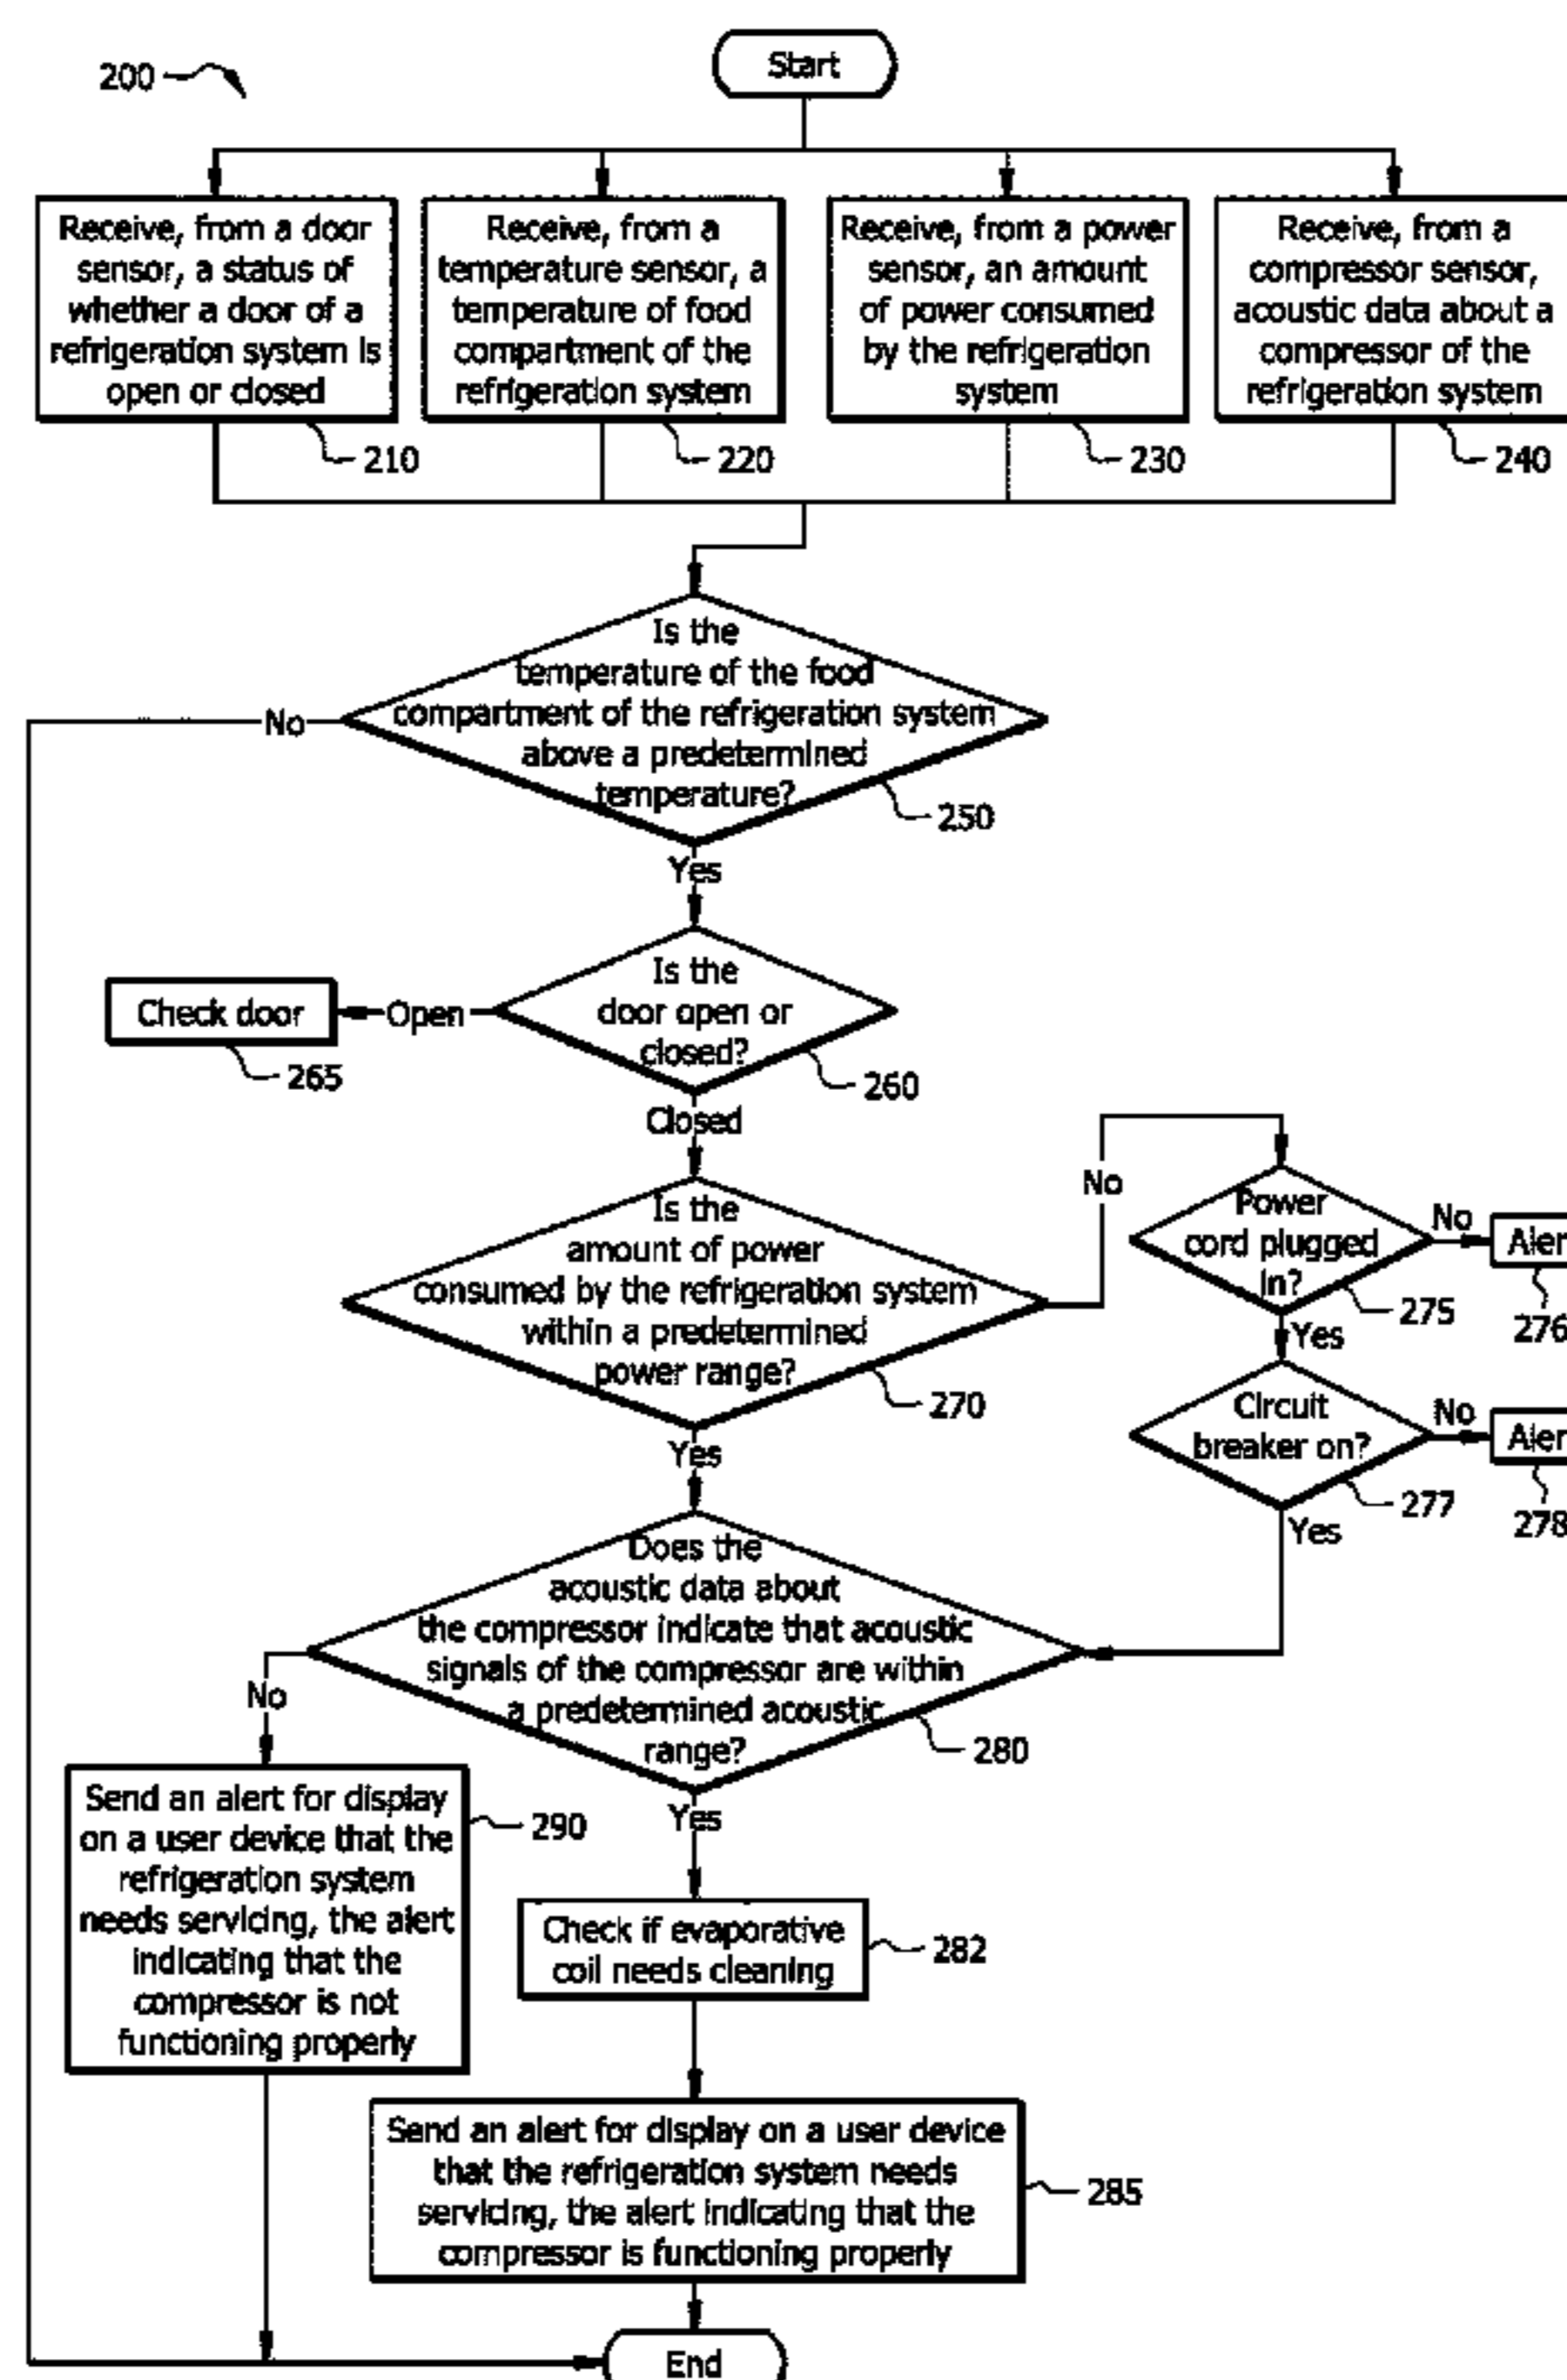 200
Start
Receive, from a door
sensor, a status of
whether a door of a
refrigeration system is
open or closed
210
Receive, from a
temperature sensor, a
temperature of food
compartment of the
refrigeration system
220
Receive, from a power
sensor, an amount
of power consumed
by the refrigeration
system
230
Receive, from a
compressor sensor,
acoustic data about a
compressor of the
refrigeration system
240
Is the
temperature of the food
compartment of the refrigeration system
above a predetermined
temperature?
250
No
Yes
Is the
door open or
closed?
260
Open
Check door
265
Closed
Is the
amount of power
consumed by the refrigeration system
within a predetermined
power range?
270
No
Power
cord plugged
in?
275
No
Aler
276
Yes
Circuit
breaker on?
277
No
Aler
278
Yes
Yes
Does the
acoustic data about
the compressor indicate that acoustic
signals of the compressor are within
a predetermined acoustic
range?
280
No
Send an alert for display
on a user device that the
refrigeration system
needs servicing, the alert
indicating that the
compressor is not
functioning properly
290
Yes
Check if evaporative
coil needs cleaning
282
Send an alert for display on a user device
that the refrigeration system needs
servicing, the alert indicating that the
compressor is functioning properly
285
End